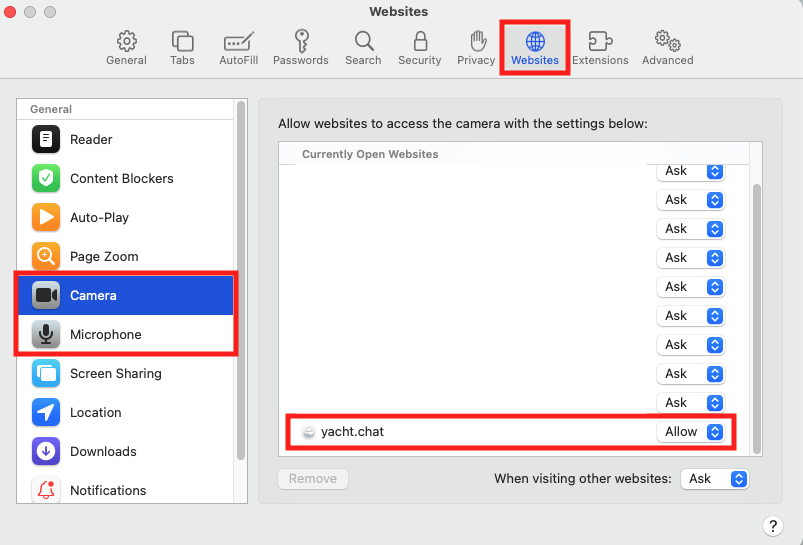 Websites
General
Tabs
AutoFill
Passwords
Search
Security
Privacy
Websites
Extensions
Advanced
General
Reader
Content Blockers
Auto-Play
Page Zoom
Camera
Microphone
Screen Sharing
Location
Downloads
Notifications
Allow websites to access the camera with the settings below:
Currently Open Websites
Ask
Ask
Ask
Ask
Ask
Ask
Ask
Ask
Ask
yacht.chat Allow
Remove
When visiting other websites: Ask
?